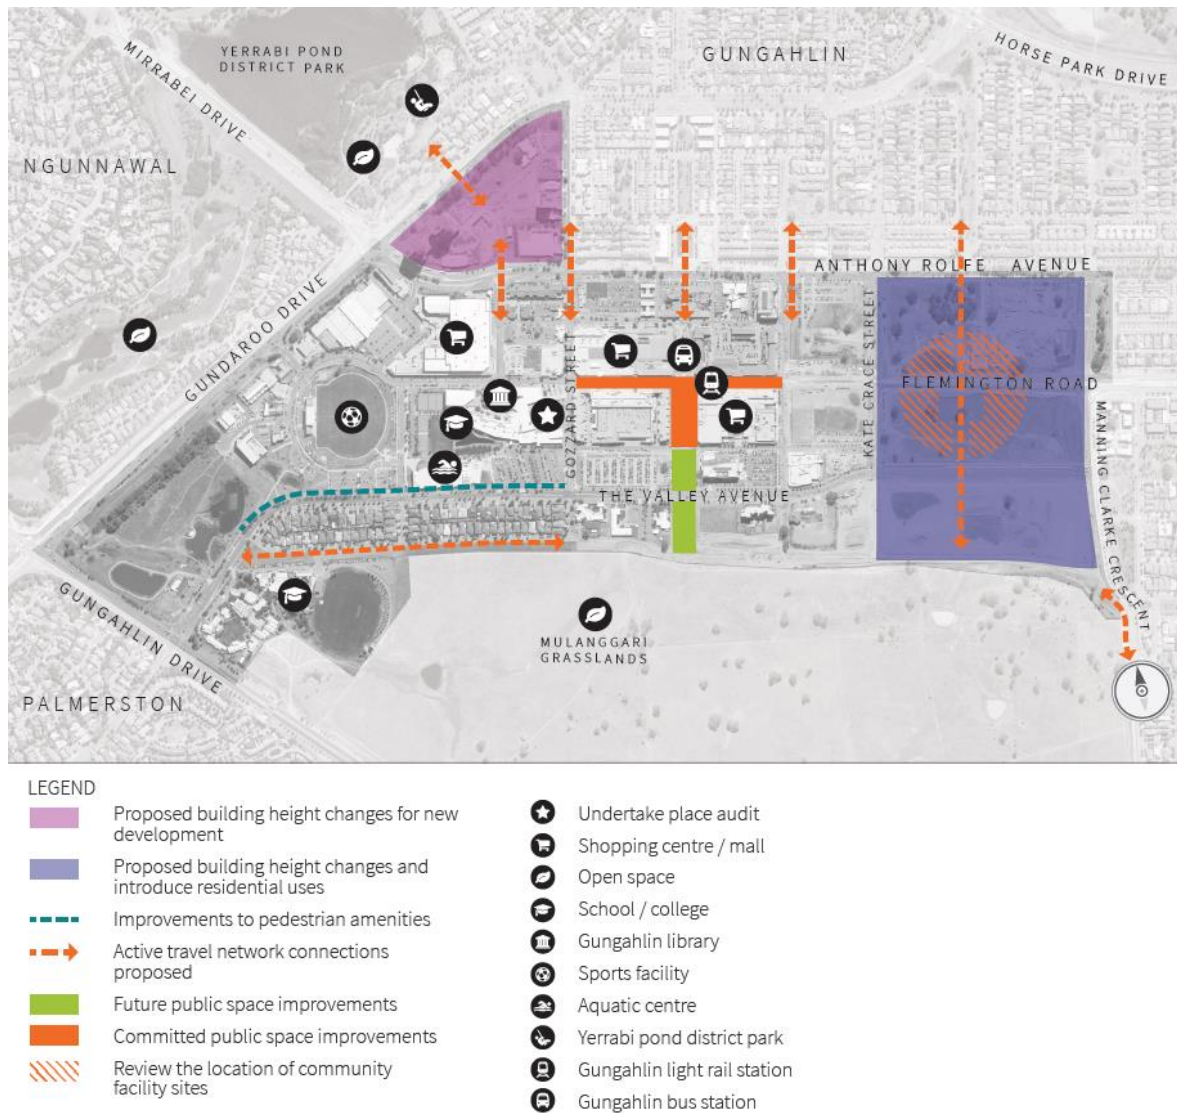 YERRABI POND
DISTRICT PARK
GUNGAHLIN
HORSE PARK DRIVE
MIRRABEI DRIVE
NGUNNAWAL
GUNDAROO DRIVE
ANTHONY ROLFE AVENUE
KATE GRACE STREET
GOZZARD STREET
FLEMINGTON ROAD
MANNING CLARKE CRESCENT
THE VALLEY AVENUE
GUNGAHLIN DRIVE
MULANGGARI
GRASSLANDS
PALMERSTON
LEGEND
Proposed building height changes for new
development
Proposed building height changes and
introduce residential uses
Improvements to pedestrian amenities
Active travel network connections
proposed
Future public space improvements
Committed public space improvements
Review the location of community
facility sites
Undertake place audit
Shopping centre / mall
Open space
School / college
Gungahlin library
Sports facility
Aquatic centre
Yerrabi pond district park
Gungahlin light rail station
Gungahlin bus station